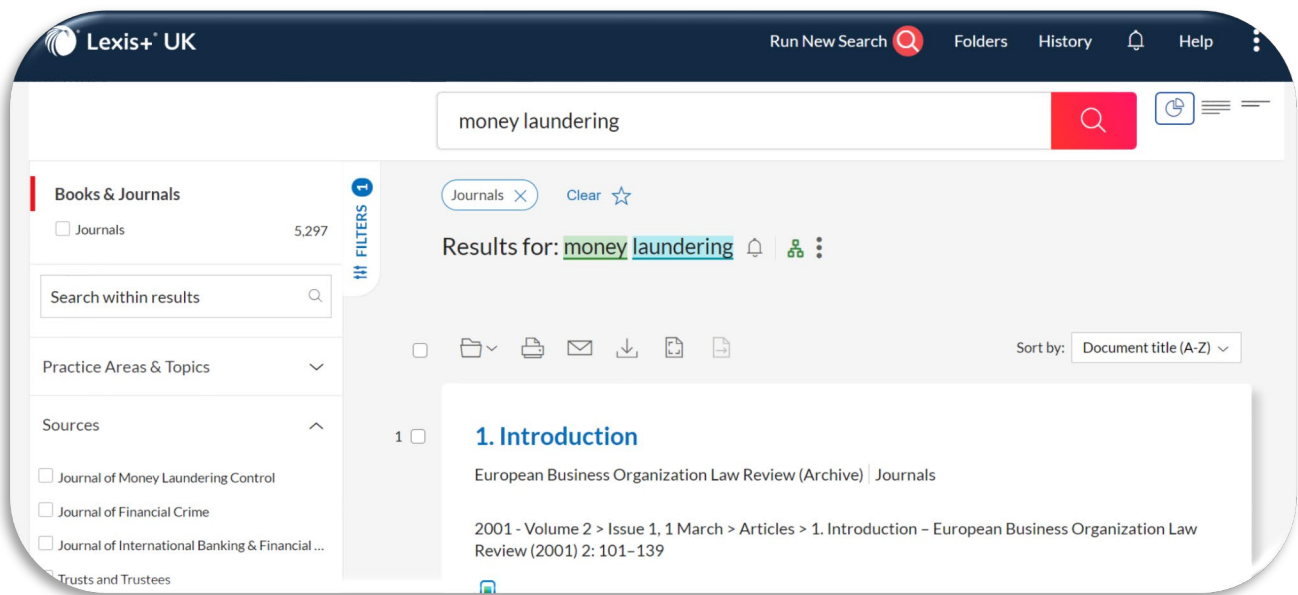 Lexis+® UK
Run New Search
Folders
History
Help
money laundering
Books & Journals
Journals
5,297
FILTERS 1
Search within results
Practice Areas & Topics
Sources
Journal of Money Laundering Control
Journal of Financial Crime
Journal of International Banking & Financial ...
Trusts and Trustees
Journals
Clear
Results for: money laundering
Sort by:
Document title (A-Z)
1
1. Introduction
European Business Organization Law Review (Archive) | Journals
2001 - Volume 2 > Issue 1, 1 March > Articles > 1. Introduction – European Business Organization Law
Review (2001) 2: 101–139